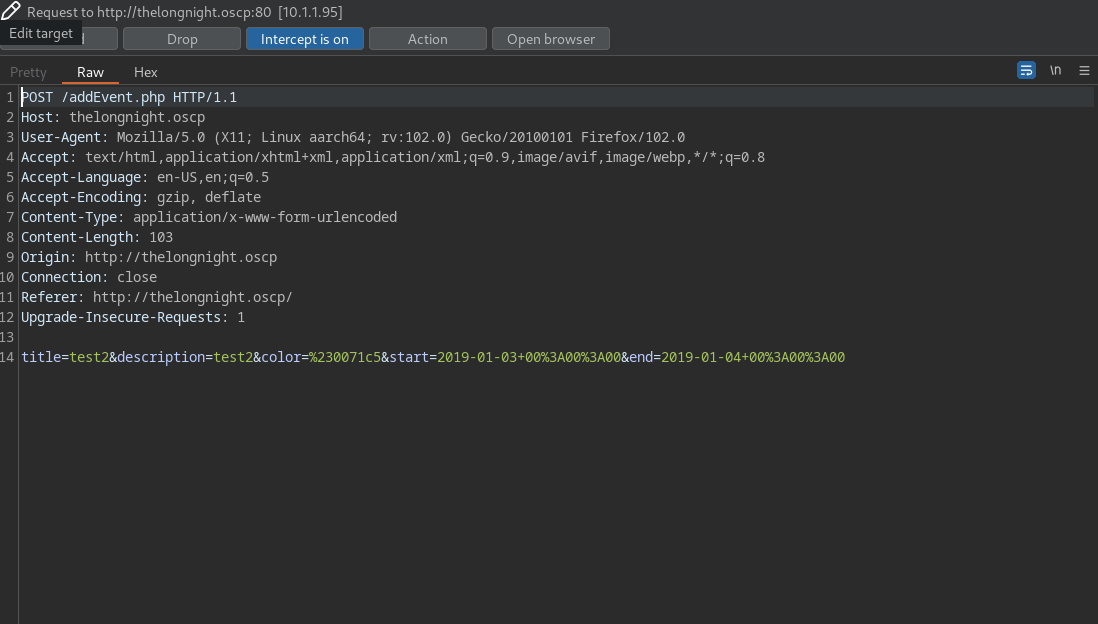 Request to http://thelongnight.oscp:80 [10.1.1.95]
Edit target
Drop
Intercept is on
Action
Open browser
Pretty
Raw
Hex
\n
1 POST /addEvent.php HTTP/1.1
2 Host: thelongnight.oscp
3 User-Agent: Mozilla/5.0 (X11; Linux aarch64; rv:102.0) Gecko/20100101 Firefox/102.0
4 Accept: text/html,application/xhtml+xml,application/xml;q=0.9,image/avif,image/webp,*/*;q=0.8
5 Accept-Language: en-US,en;q=0.5
6 Accept-Encoding: gzip, deflate
7 Content-Type: application/x-www-form-urlencoded
8 Content-Length: 103
9 Origin: http://thelongnight.oscp
10 Connection: close
11 Referer: http://thelongnight.oscp/
12 Upgrade-Insecure-Requests: 1
13
14 title=test2&description=test2&color=%230071c5&start=2019-01-03+00%3A00%3A00&end=2019-01-04+00%3A00%3A00